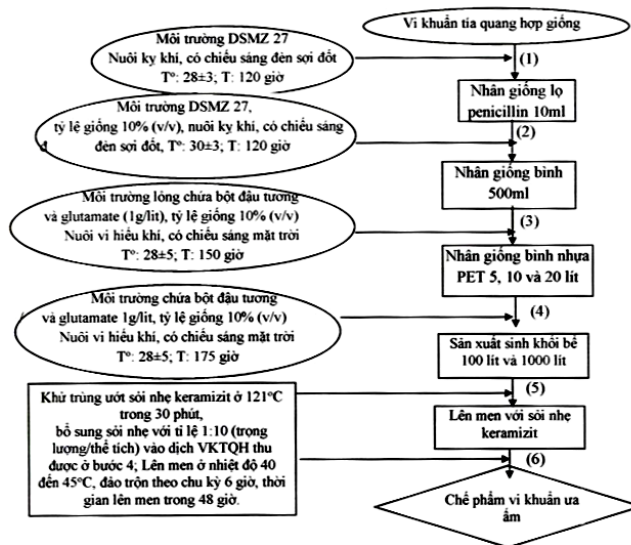 Vi khuẩn tía quang hợp giống
Môi trường DSMZ 27
Nuôi kỵ khí, có chiếu sáng đèn sợi đốt
Tº: 28±3; T: 120 giờ
(1)
Nhân giống lọ
penicillin 10ml
Môi trường DSMZ 27,
tỷ lệ giống 10% (v/v), nuôi kỵ khí, có chiếu sáng
đèn sợi đốt, Tº: 30±3; T: 120 giờ
(2)
Nhân giống bình
500ml
Môi trường lỏng chứa bột đậu tương
và glutamate (1g/lit), tỷ lệ giống 10% (v/v)
Nuôi vi hiếu khí, có chiếu sáng mặt trời
Tº: 28±5; T: 150 giờ
(3)
Nhân giống bình nhựa
PET 5, 10 và 20 lít
Môi trường chứa bột đậu tương
và glutamate 1g/lit, tỷ lệ giống 10% (v/v)
Nuôi vi hiếu khí, có chiếu sáng mặt trời
Tº: 28±5; T: 175 giờ
(4)
Sản xuất sinh khối bể
100 lít và 1000 lít
Khử trùng ướt sỏi nhẹ keramizit ở 121ºC
trong 30 phút,
bổ sung sỏi nhẹ với tỉ lệ 1:10 (trọng
lượng/thể tích) vào dịch VKTQH thu
được ở bước 4; Lên men ở nhiệt độ 40
đến 45ºC, đảo trộn theo chu kỳ 6 giờ, thời
gian lên men trong 48 giờ.
(5)
Lên men với sỏi nhẹ
keramizit
(6)
Chế phẩm vi khuẩn ưa
ẩm